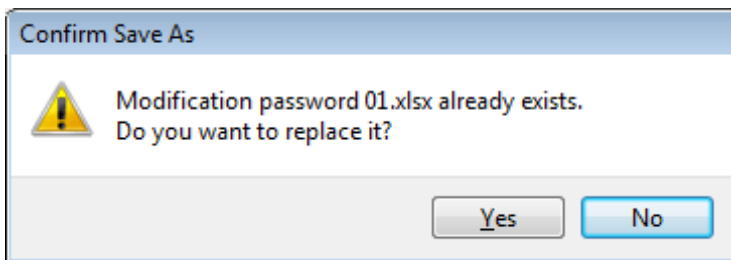 Confirm Save As
Modification password 01.xlsx already exists.
Do you want to replace it?
Yes
No